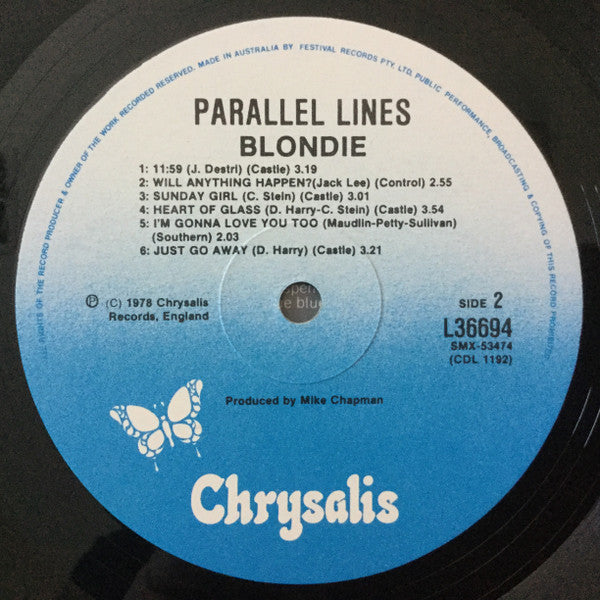 ALL RIGHTS OF THE RECORD PRODUCER & OWNER OF THE WORK RECORDED RESERVED. MADE IN AUSTRALIA BY FESTIVAL RECORDS PTY. LTD. PUBLIC PERFORMANCE, BROADCASTING & COPYING OF THIS RECORD PROHIBITED.
PARALLEL LINES
BLONDIE
1: 11:59 (J. Destri) (Castle) 3.19
2: WILL ANYTHING HAPPEN?(Jack Lee) (Control) 2.55
3: SUNDAY GIRL (C. Stein) (Castle) 3.01
4: HEART OF GLASS (D. Harry-C. Stein) (Castle) 3.54
5: I'M GONNA LOVE YOU TOO (Maudlin-Petty-Sullivan)
(Southern) 2.03
6: JUST GO AWAY (D. Harry) (Castle) 3.21
Ⓟ (C) 1978 Chrysalis
Records, England
SIDE 2
L36694
SMX-53474
(CDL 1192)
Produced by Mike Chapman
Chrysalis